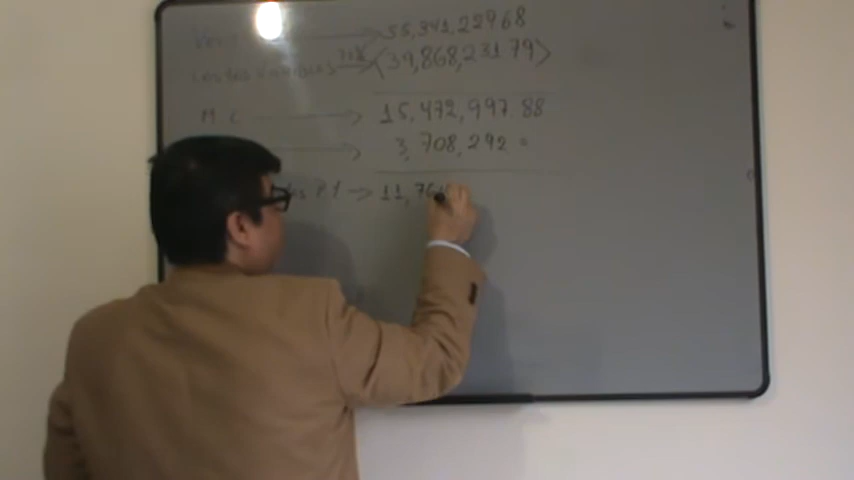 55,341,229.68
Costos Variables 72% (39,868,231.79)
M C 15,472,997.88
3,708,292 =
11,764